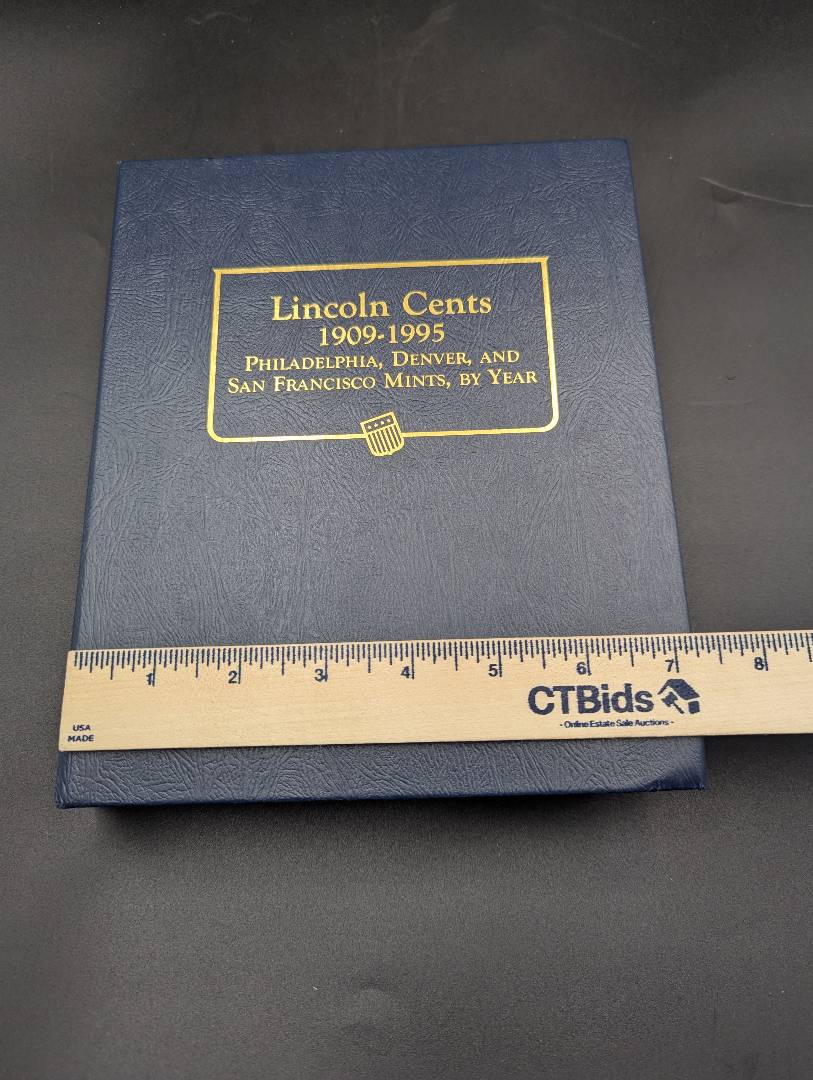 Lincoln Cents
1909-1995
PHILADELPHIA, DENVER, AND
SAN FRANCISCO MINTS, BY YEAR
1 2 3 4 5 6 7 8
CTBids
- Online Estate Sale Auctions -
USA
MADE